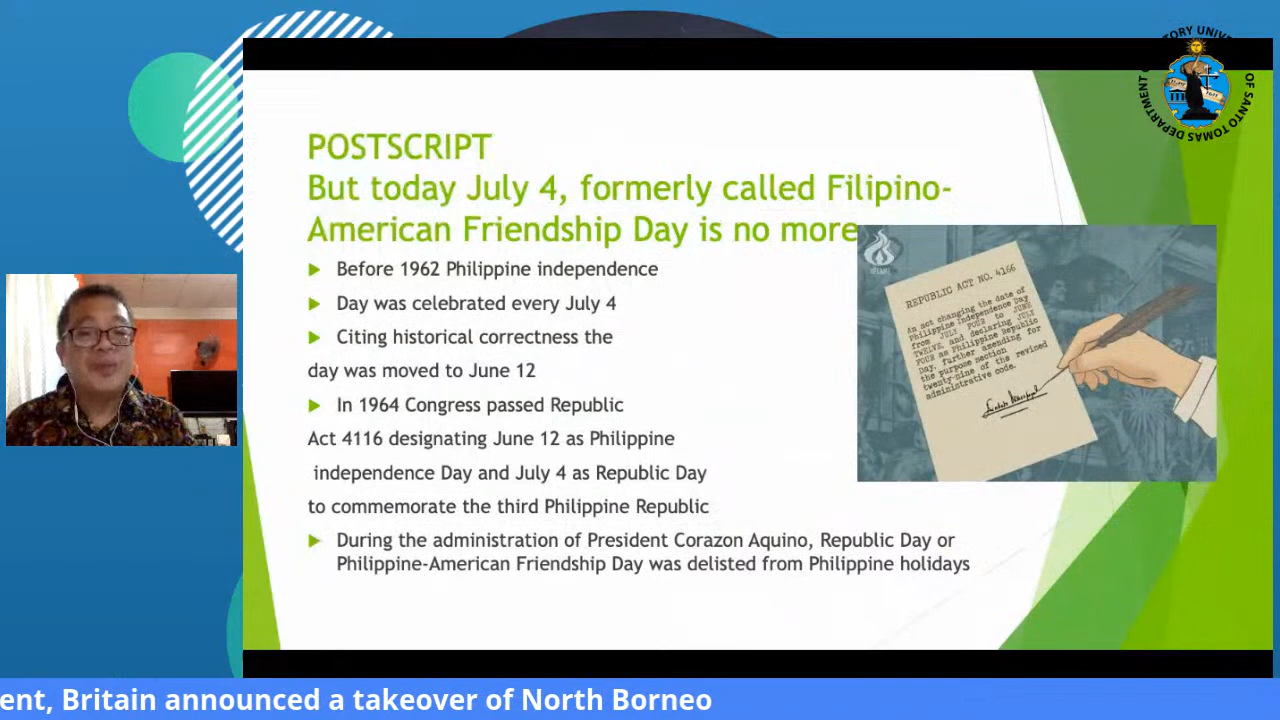 POSTSCRIPT
But today July 4, formerly called Filipino-
American Friendship Day is no more
Before 1962 Philippine independence
Day was celebrated every July 4
Citing historical correctness the
day was moved to June 12
In 1964 Congress passed Republic
Act 4116 designating June 12 as Philippine
independence Day and July 4 as Republic Day
to commemorate the third Philippine Republic
During the administration of President Corazon Aquino, Republic Day or
Philippine-American Friendship Day was delisted from Philippine holidays
REPUBLIC ACT NO. 4166
An act changing the date of
Philippine Independence Day
from JULY FOUR to JUNE
TWELVE, and declaring JULY
FOUR as Philippine Republic
Day, further amending for
the purpose section
twenty-nine of the revised
administrative code.
DEPARTMENT TORY UNIV OF SANTO TOMAS
ent, Britain announced a takeover of North Borneo